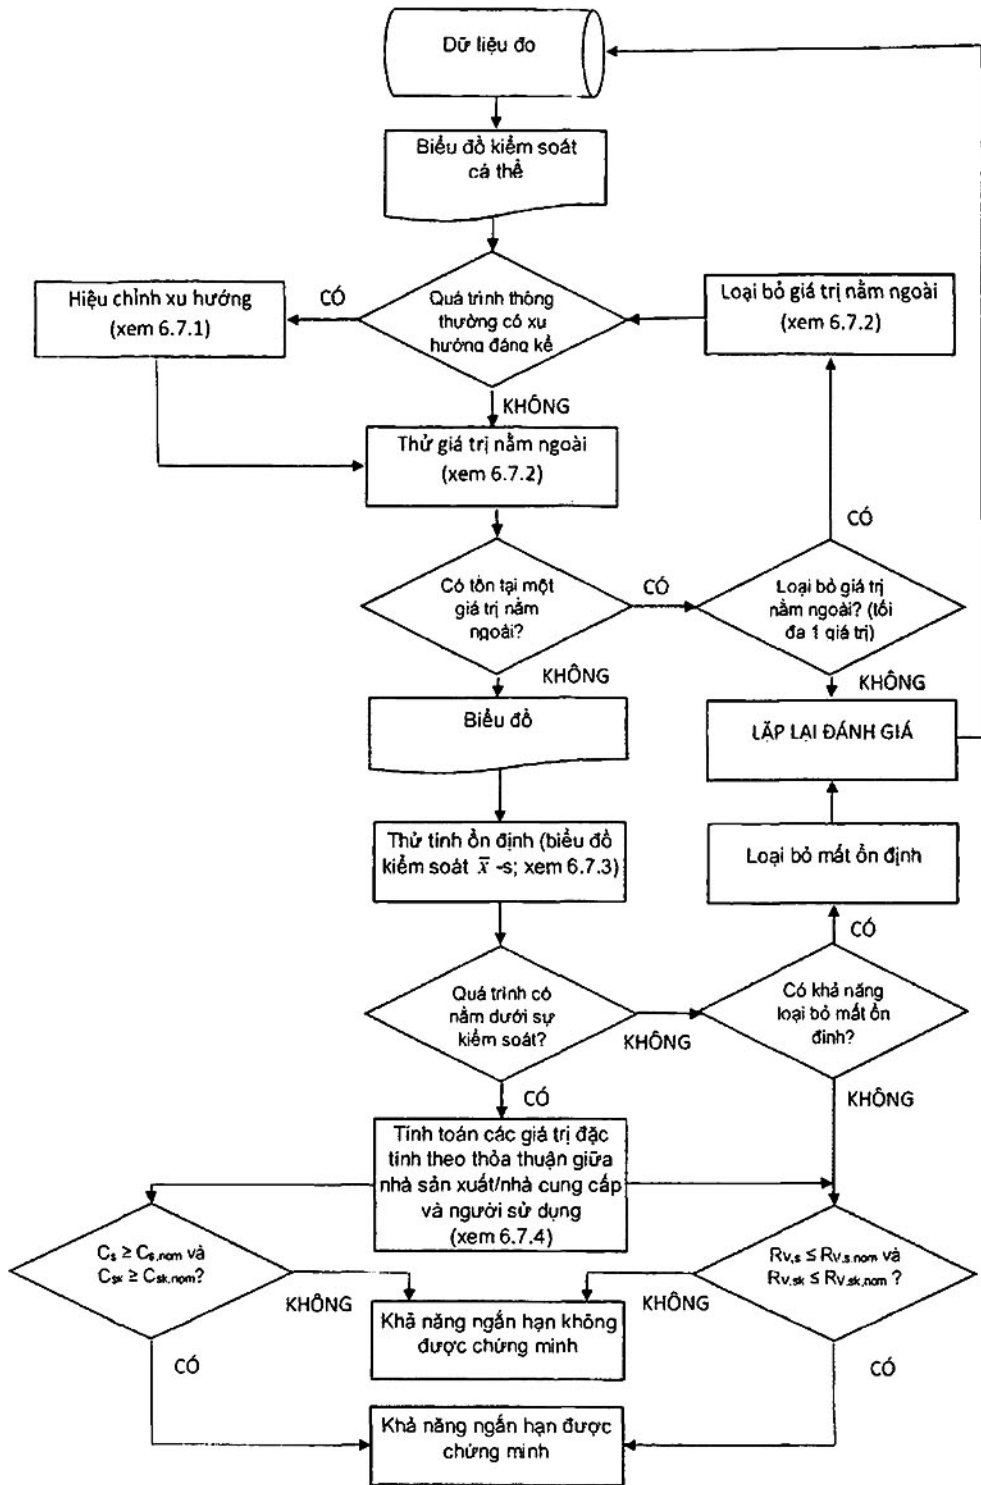 Dữ liệu đo
Biểu đồ kiểm soát
cá thể
Quá trình thông
thường có xu
hướng đáng kể
CÓ
Hiệu chỉnh xu hướng
(xem 6.7.1)
Loại bỏ giá trị nằm ngoài
(xem 6.7.2)
KHÔNG
Thử giá trị nằm ngoài
(xem 6.7.2)
CÓ
Có tồn tại một
giá trị nằm
ngoài?
CÓ
Loại bỏ giá trị
nằm ngoài? (tối
đa 1 giá trị)
KHÔNG
KHÔNG
Biểu đồ
LẶP LẠI ĐÁNH GIÁ
Thử tính ổn định (biểu đồ
kiểm soát x̅ -s; xem 6.7.3)
Loại bỏ mất ổn định
CÓ
Quá trình có
nằm dưới sự
kiểm soát?
KHÔNG
Có khả năng
loại bỏ mất ổn
định?
CÓ
KHÔNG
Tính toán các giá trị đặc
tính theo thỏa thuận giữa
nhà sản xuất/nhà cung cấp
và người sử dụng
(xem 6.7.4)
Cs ≥ Cs,nom và
Csk ≥ Csk,nom?
RV,s ≤ RV,s,nom và
RV,sk ≤ RV,sk,nom ?
KHÔNG
KHÔNG
Khả năng ngắn hạn không
được chứng minh
CÓ
CÓ
Khả năng ngắn hạn được
chứng minh